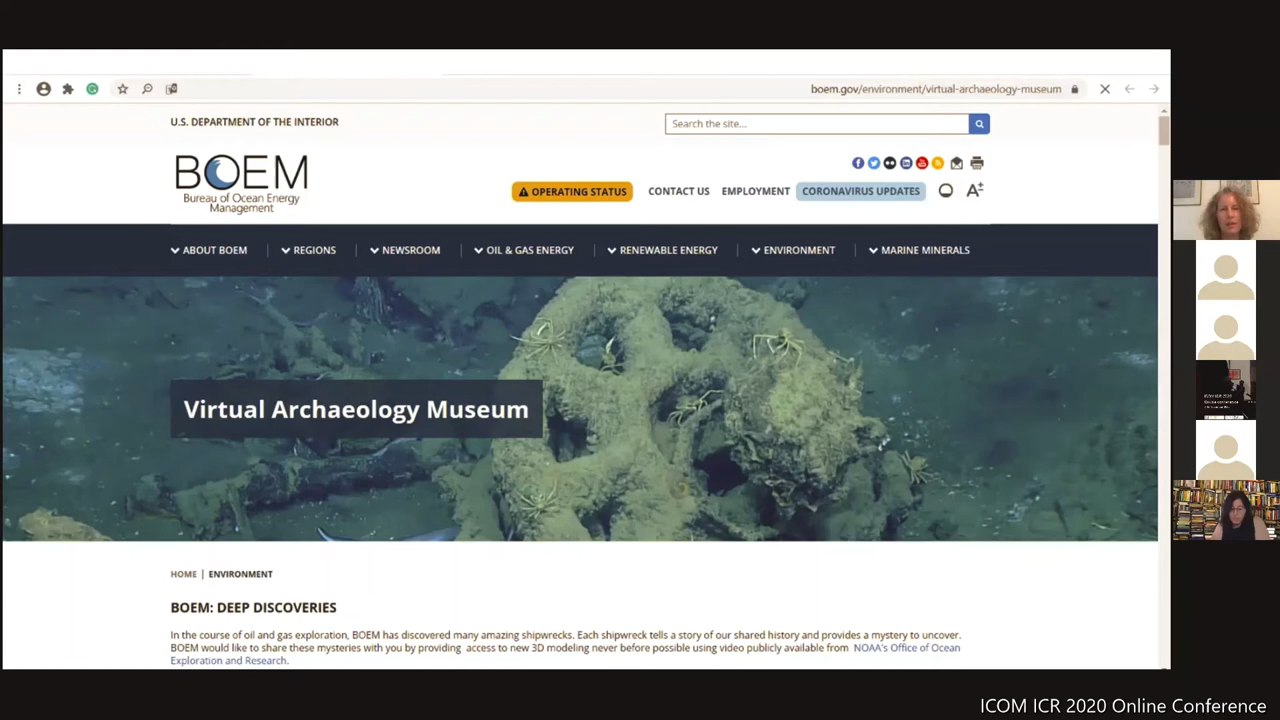 boem.gov/environment/virtual-archaeology-museum
U.S. DEPARTMENT OF THE INTERIOR
Search the site...
BOEM
Bureau of Ocean Energy
Management
OPERATING STATUS
CONTACT US
EMPLOYMENT
CORONAVIRUS UPDATES
ABOUT BOEM
REGIONS
NEWSROOM
OIL & GAS ENERGY
RENEWABLE ENERGY
ENVIRONMENT
MARINE MINERALS
Virtual Archaeology Museum
HOME | ENVIRONMENT
BOEM: DEEP DISCOVERIES
In the course of oil and gas exploration, BOEM has discovered many amazing shipwrecks. Each shipwreck tells a story of our shared history and provides a mystery to uncover.
BOEM would like to share these mysteries with you by providing access to new 3D modeling never before possible using video publicly available from NOAA's Office of Ocean
Exploration and Research.
ICOM ICR 2020 Online Conference